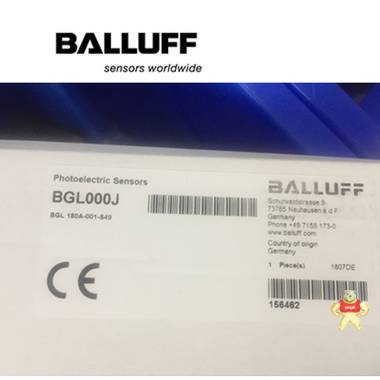 BALLUFF
sensors worldwide
Photoelectric Sensors
BGL000J
BGL 180A-001-S49
CE
BALLUFF
Schurwaldstrasse 9
73765 Neuhausen a.d.F.
Germany
Phone +49 7158 173-0
www.balluff.com
Country of origin
Germany
1 Piece(s) 1807DE
156462